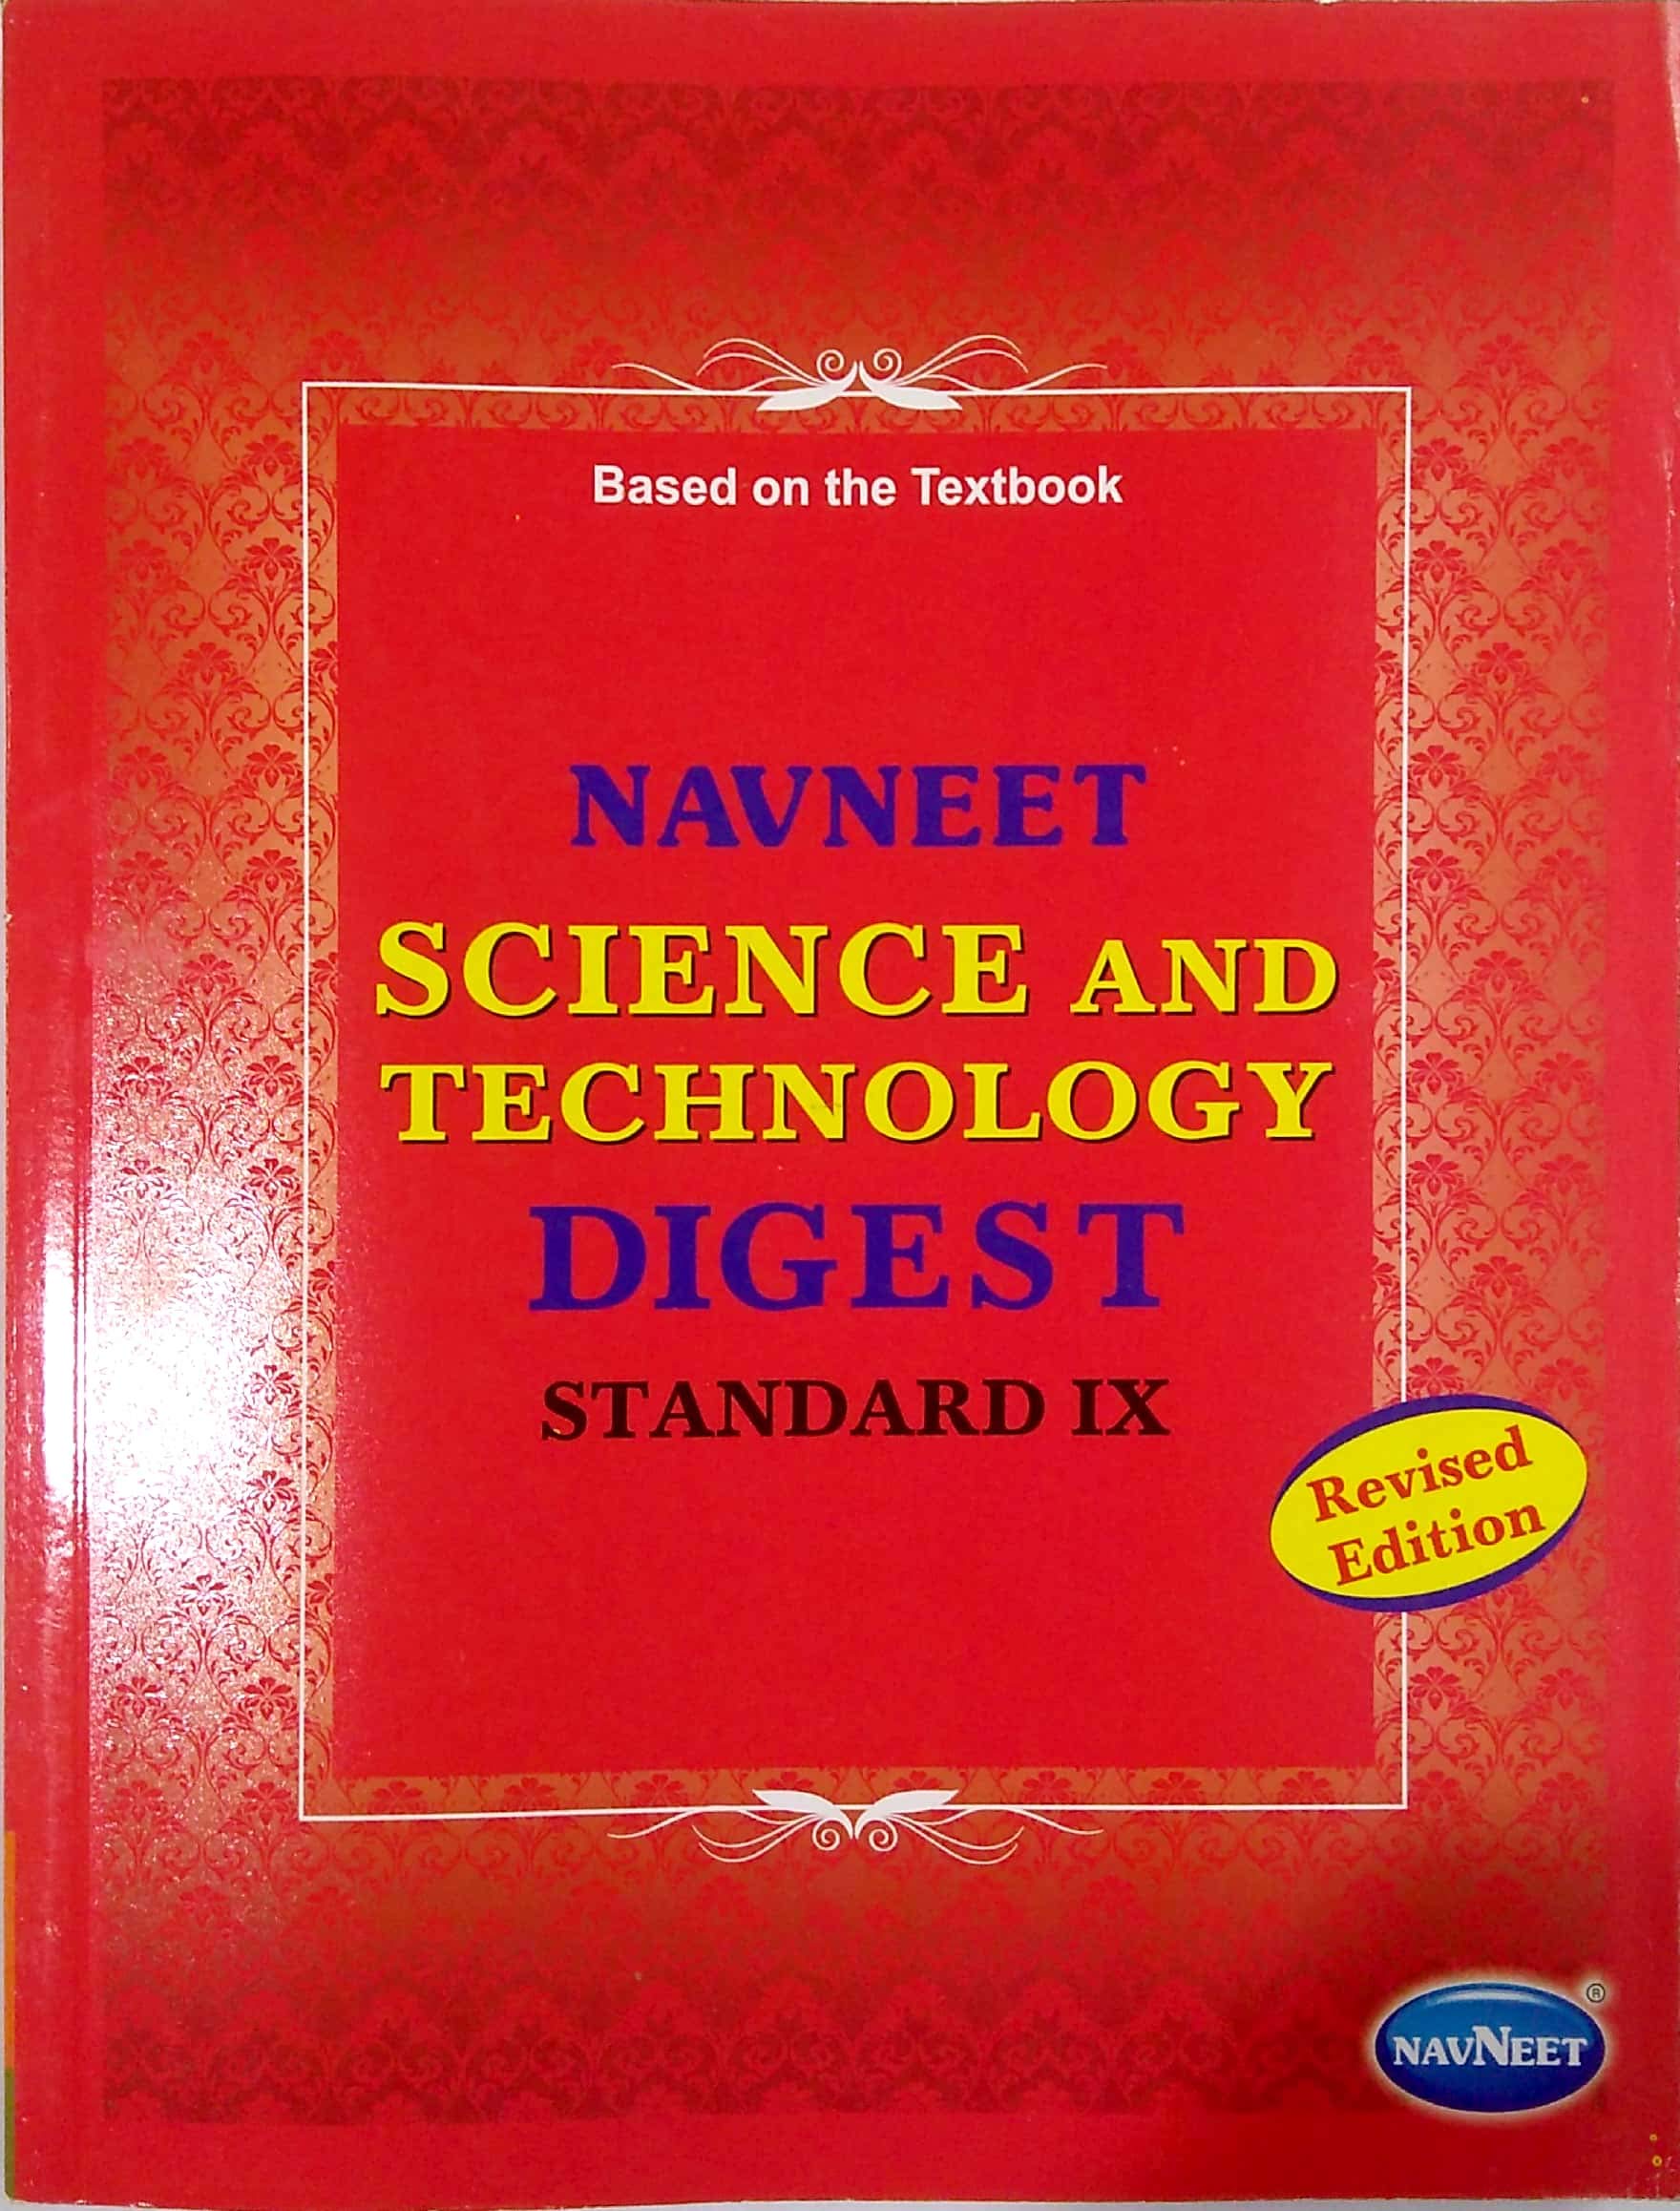 Based on the Textbook
NAVNEET
SCIENCE AND
TECHNOLOGY
DIGEST
STANDARD IX
Revised
Edition
NAVNEET
®